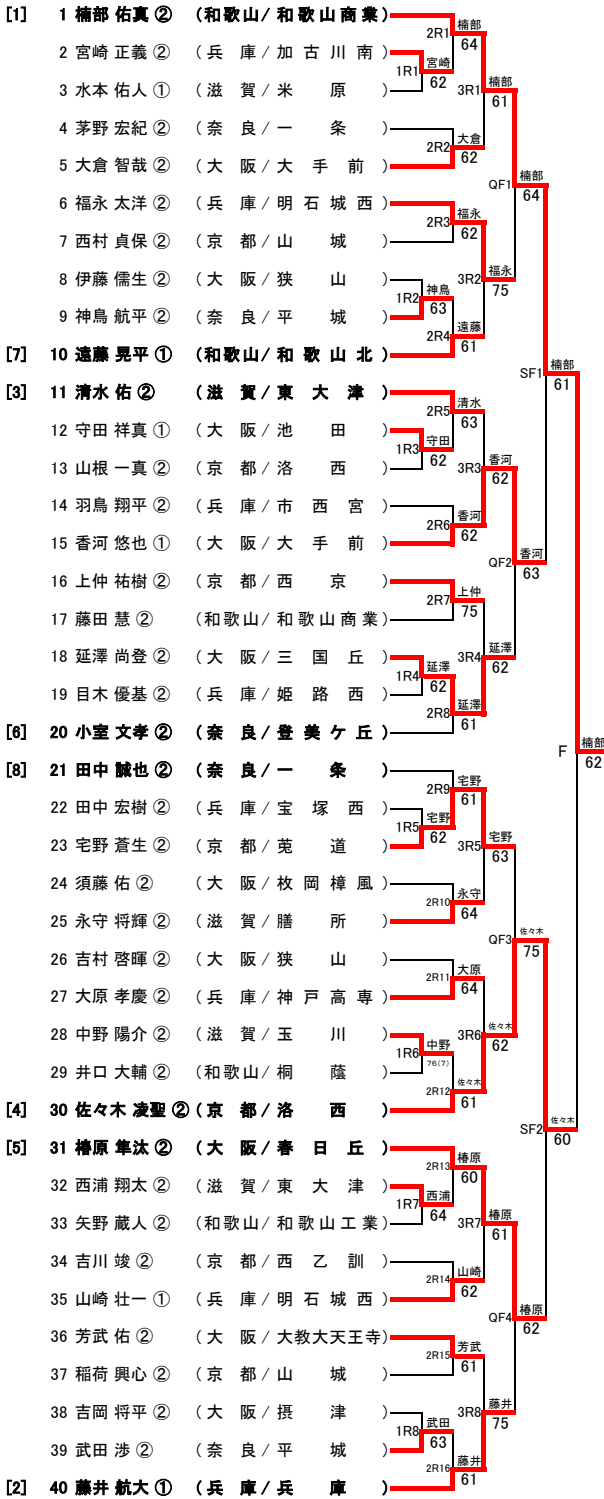 [1] 1 楠部 佑真 ② (和歌山/和歌山商業)
2 宮崎 正義 ② (兵 庫/加古川南)
3 水本 佑人 ① (滋 賀/米 原)
4 茅野 宏紀 ② (奈 良/一 条)
5 大倉 智哉 ② (大 阪/大 手 前)
6 福永 太洋 ② (兵 庫/明石城西)
7 西村 貞保 ② (京 都/山 城)
8 伊藤 儒生 ② (大 阪/狭 山)
9 神鳥 航平 ② (奈 良/平 城)
[7] 10 遠藤 晃平 ① (和歌山/和歌山北)
[3] 11 清水 佑 ② (滋 賀/東 大 津)
12 守田 祥真 ① (大 阪/池 田)
13 山根 一真 ② (京 都/洛 西)
14 羽鳥 翔平 ② (兵 庫/市 西 宮)
15 香河 悠也 ① (大 阪/大 手 前)
16 上仲 祐樹 ② (京 都/西 京)
17 藤田 慧 ② (和歌山/和歌山商業)
18 延澤 尚登 ② (大 阪/三 国 丘)
19 目木 優基 ② (兵 庫/姫 路 西)
[6] 20 小室 文孝 ② (奈 良/登美ケ丘)
[8] 21 田中 誠也 ② (奈 良/一 条)
22 田中 宏樹 ② (兵 庫/宝 塚 西)
23 宅野 蒼生 ② (京 都/莵 道)
24 須藤 佑 ② (大 阪/枚岡樟風)
25 永守 将輝 ② (滋 賀/膳 所)
26 吉村 啓暉 ② (大 阪/狭 山)
27 大原 孝慶 ② (兵 庫/神戸高専)
28 中野 陽介 ② (滋 賀/玉 川)
29 井口 大輔 ② (和歌山/桐 蔭)
[4] 30 佐々木 凌聖 ② (京 都/洛 西)
[5] 31 椿原 隼汰 ② (大 阪/春 日 丘)
32 西浦 翔太 ② (滋 賀/東 大 津)
33 矢野 蔵人 ② (和歌山/和歌山工業)
34 吉川 竣 ② (京 都/西 乙 訓)
35 山崎 壮一 ① (兵 庫/明石城西)
36 芳武 佑 ② (大 阪/大教大天王寺)
37 稲荷 興心 ② (京 都/山 城)
38 吉岡 将平 ② (大 阪/摂 津)
39 武田 渉 ② (奈 良/平 城)
[2] 40 藤井 航大 ① (兵 庫/兵 庫)
1R1 宮崎 62
1R2 神鳥 63
1R3 守田 62
1R4 延澤 62
1R5 宅野 62
1R6 中野 76(7)
1R7 西浦 64
1R8 武田 63
2R1 楠部 64
2R2 大倉 62
2R3 福永 62
2R4 遠藤 61
2R5 清水 63
2R6 香河 62
2R7 上仲 75
2R8 延澤 61
2R9 宅野 61
2R10 永守 64
2R11 大原 64
2R12 佐々木 61
2R13 椿原 60
2R14 山崎 62
2R15 芳武 61
2R16 藤井 61
3R1 楠部 61
3R2 福永 75
3R3 香河 62
3R4 延澤 62
3R5 宅野 63
3R6 佐々木 62
3R7 椿原 61
3R8 藤井 75
QF1 楠部 64
QF2 香河 63
QF3 佐々木 75
QF4 椿原 62
SF1 楠部 61
SF2 佐々木 60
F 楠部 62